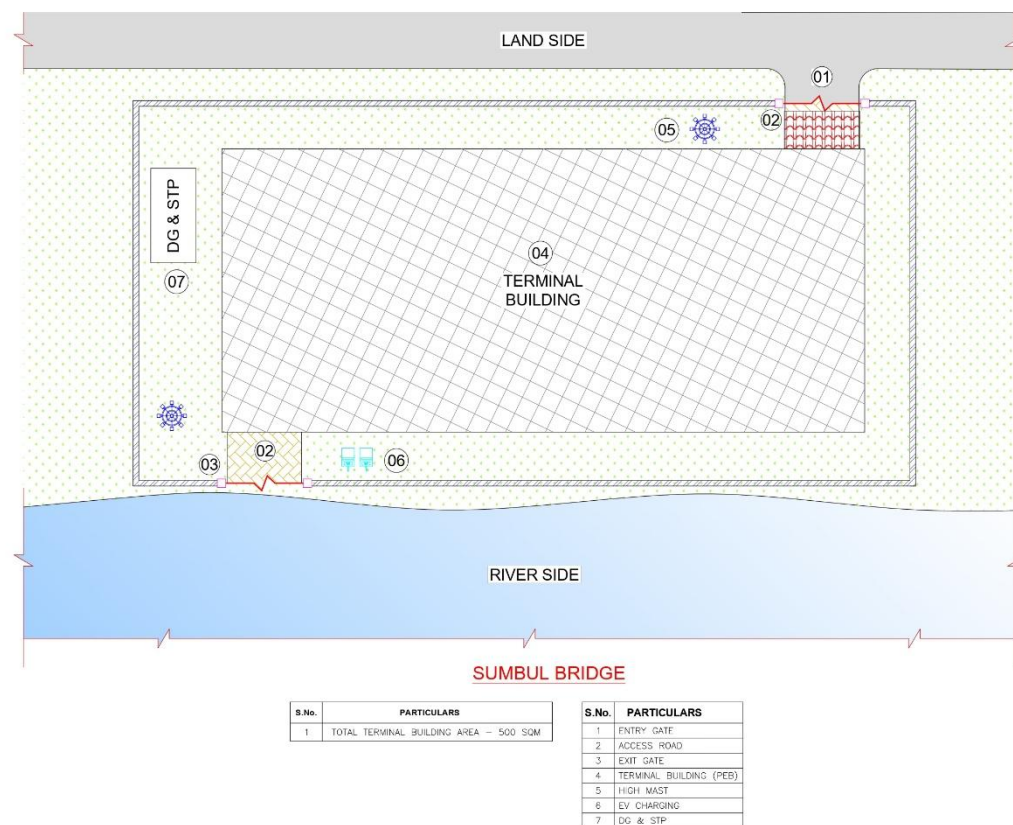 LAND SIDE
01
02
05
DG & STP
07
04
TERMINAL
BUILDING
03
02
06
RIVER SIDE
SUMBUL BRIDGE
S.No. PARTICULARS
1 TOTAL TERMINAL BUILDING AREA – 500 SQM
S.No. PARTICULARS
1 ENTRY GATE
2 ACCESS ROAD
3 EXIT GATE
4 TERMINAL BUILDING (PEB)
5 HIGH MAST
6 EV CHARGING
7 DG & STP